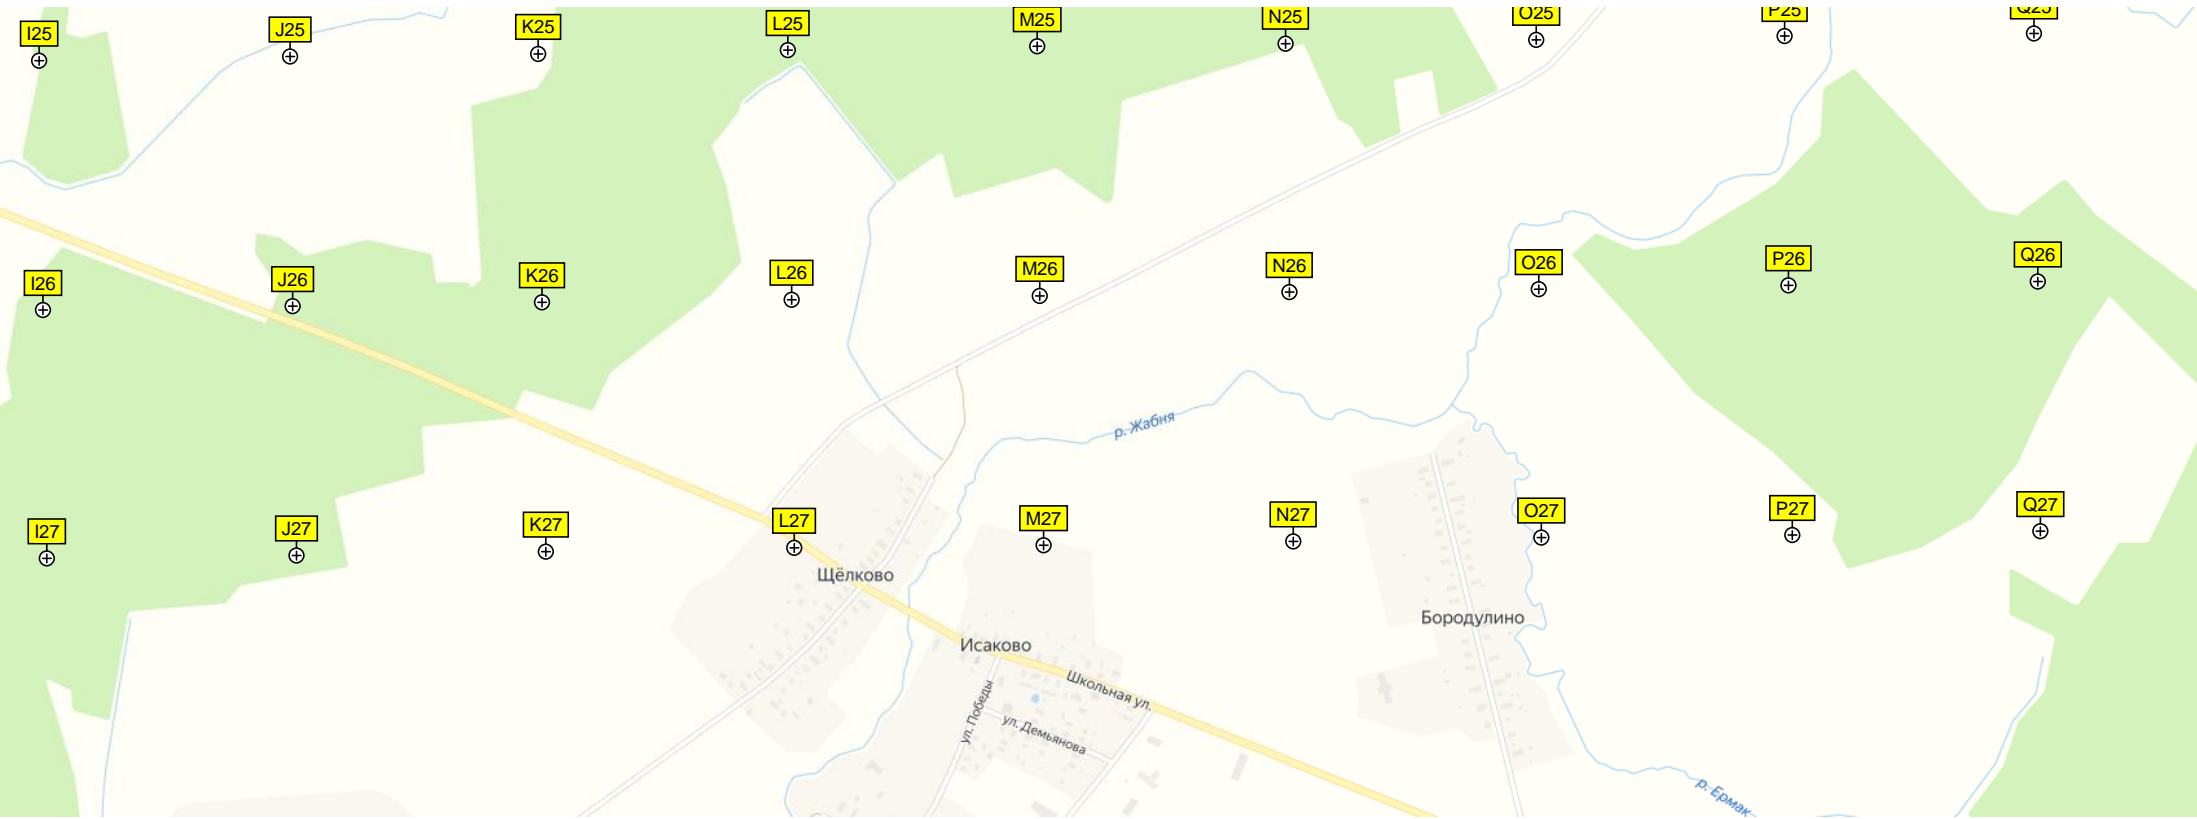 I25 J25 K25 L25 M25 N25 O25 P25 Q25
I26 J26 K26 L26 M26 N26 O26 P26 Q26
р. Жабня
I27 J27 K27 L27 M27 N27 O27 P27 Q27
Щёлково
Бородулино
Исаково
Школьная ул.
ул. Победы
ул. Демьянова
р. Ермак